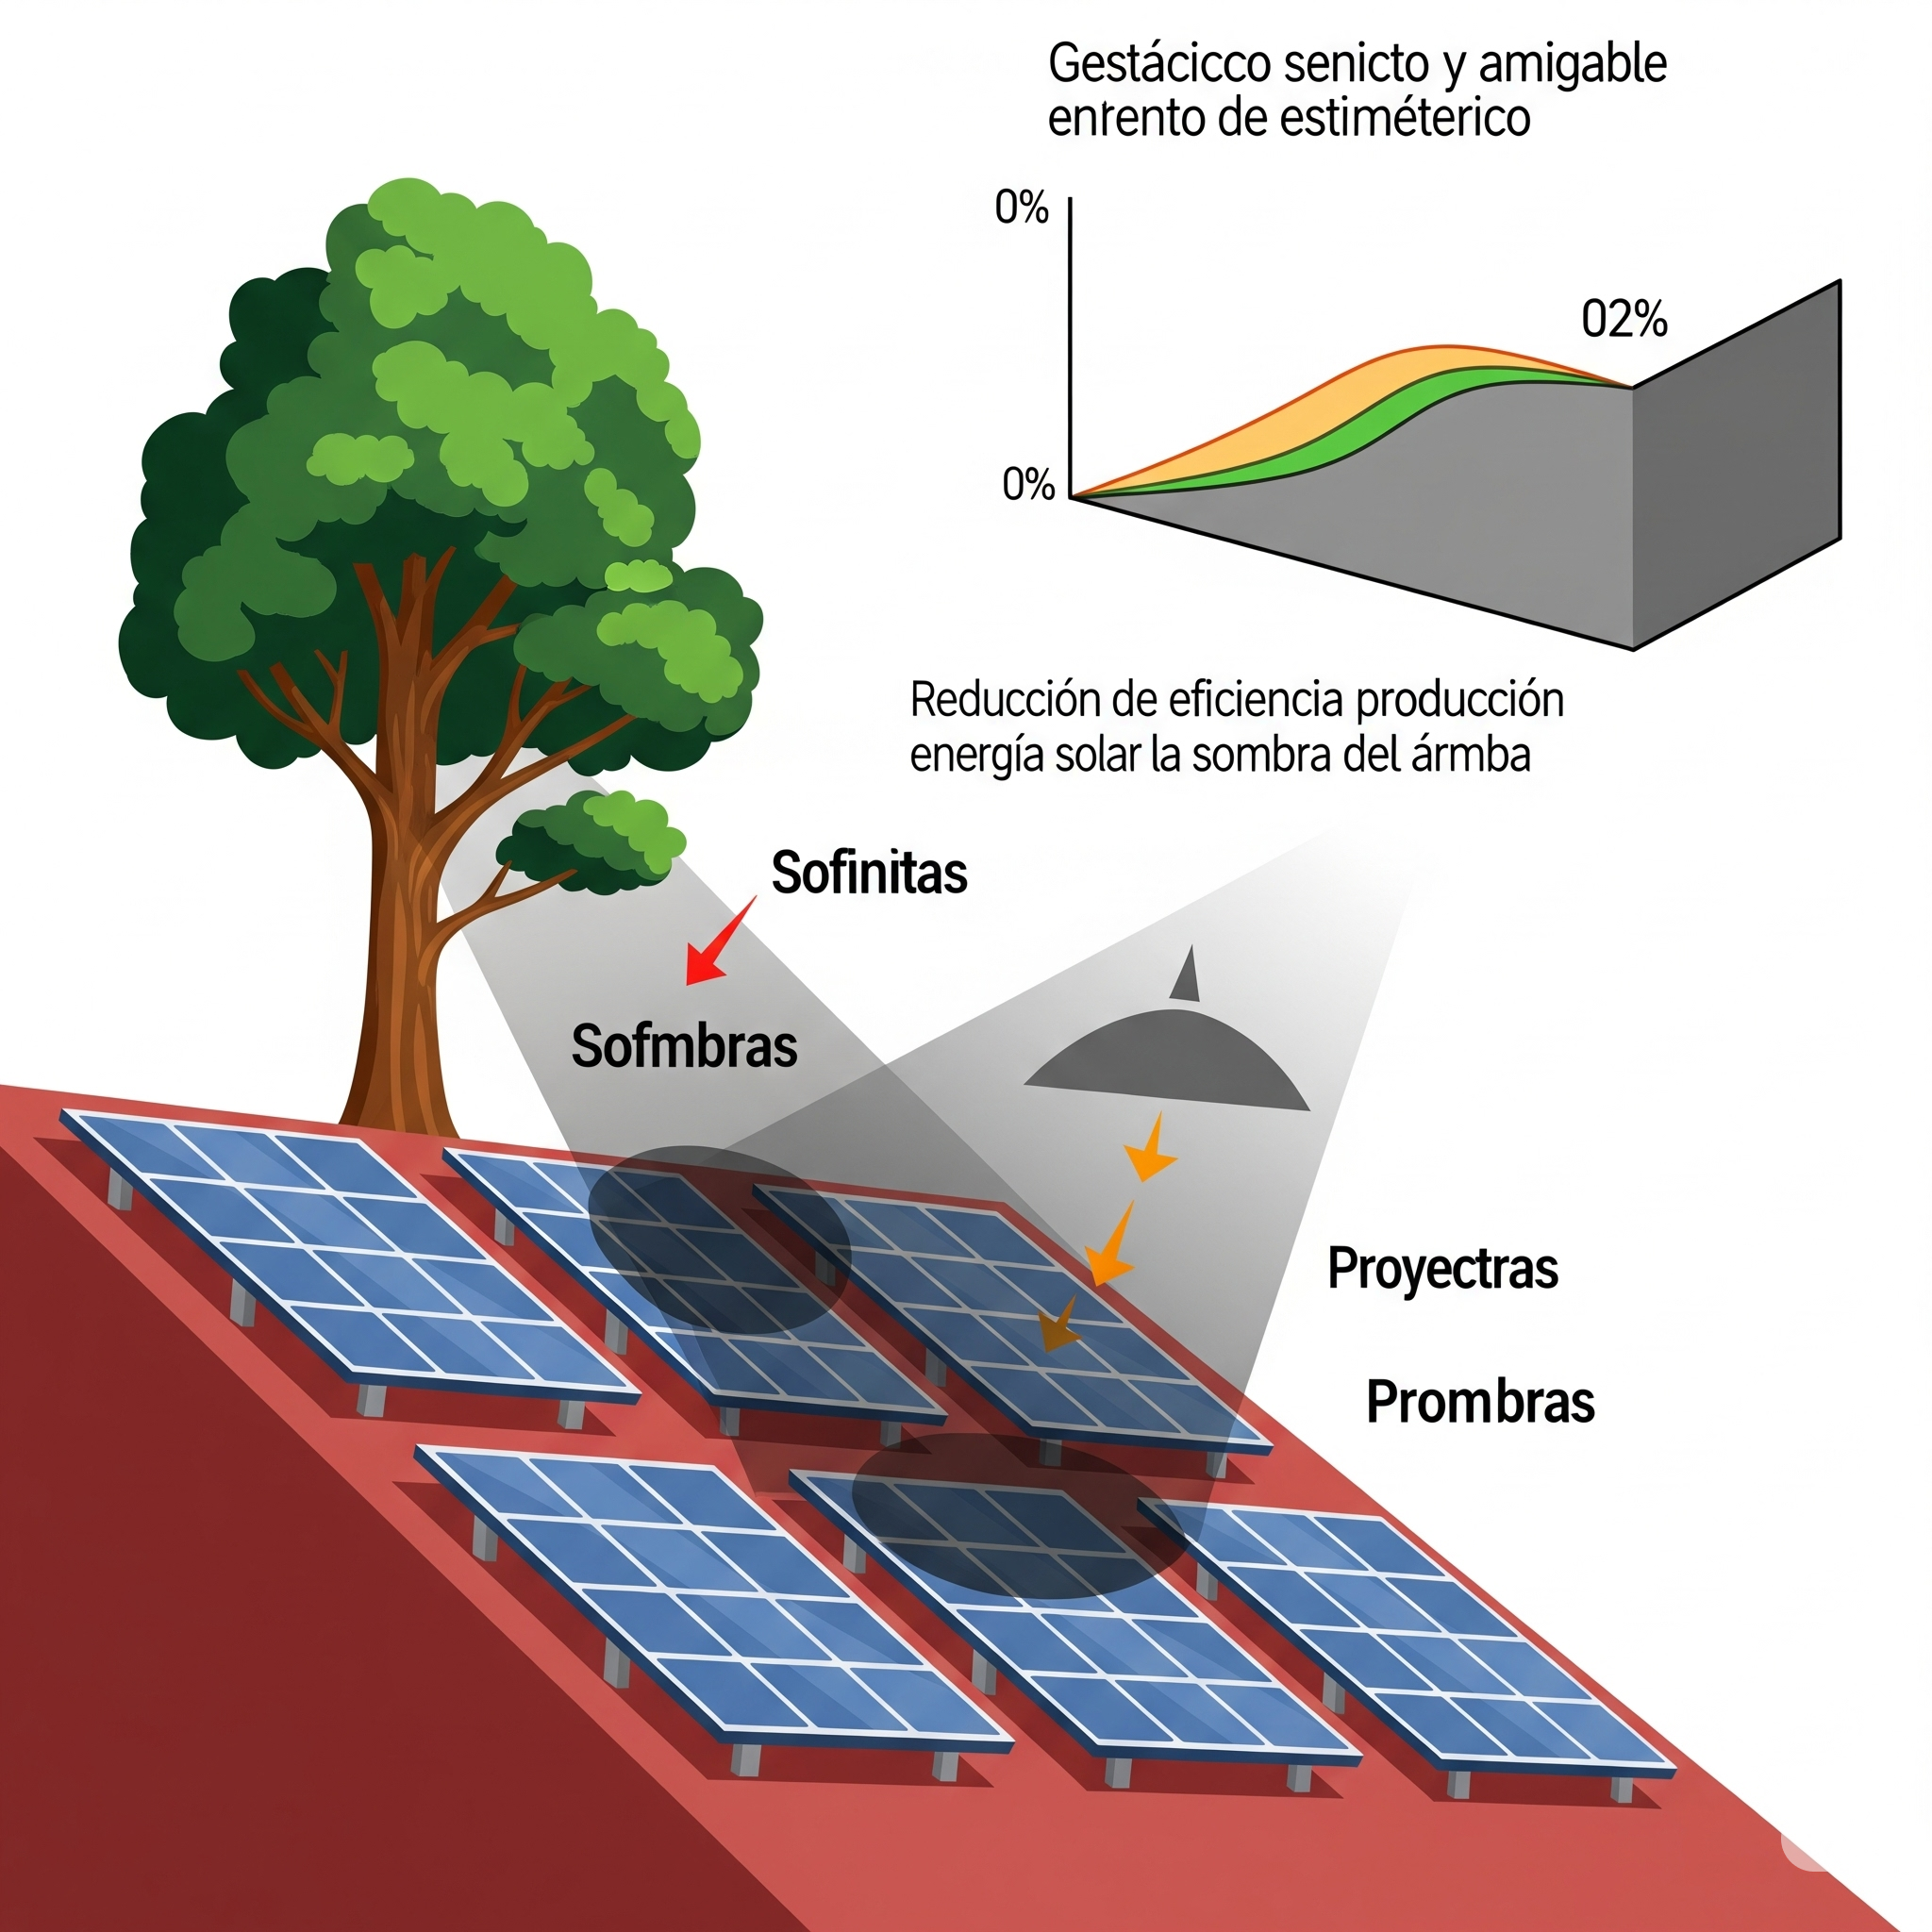 Gestácicco senicto y amigable
enrento de estiméterico
0%
02%
0%
Reducción de eficiencia producción
energía solar la sombra del ármba
Sofinitas
Sofmbras
Proyectras
Prombras